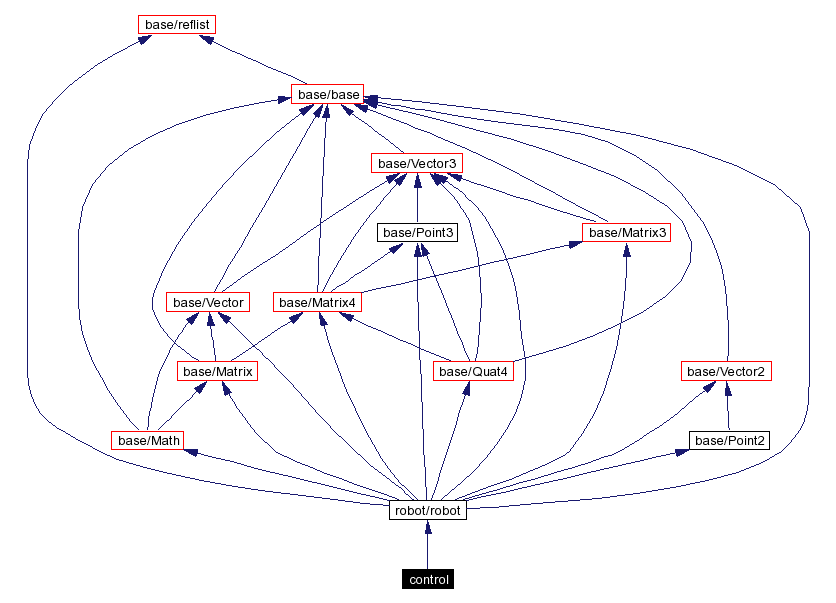 base/reflist
base/base
base/Vector3
base/Point3
base/Matrix3
base/Vector
base/Matrix4
base/Matrix
base/Quat4
base/Vector2
base/Math
base/Point2
robot/robot
control